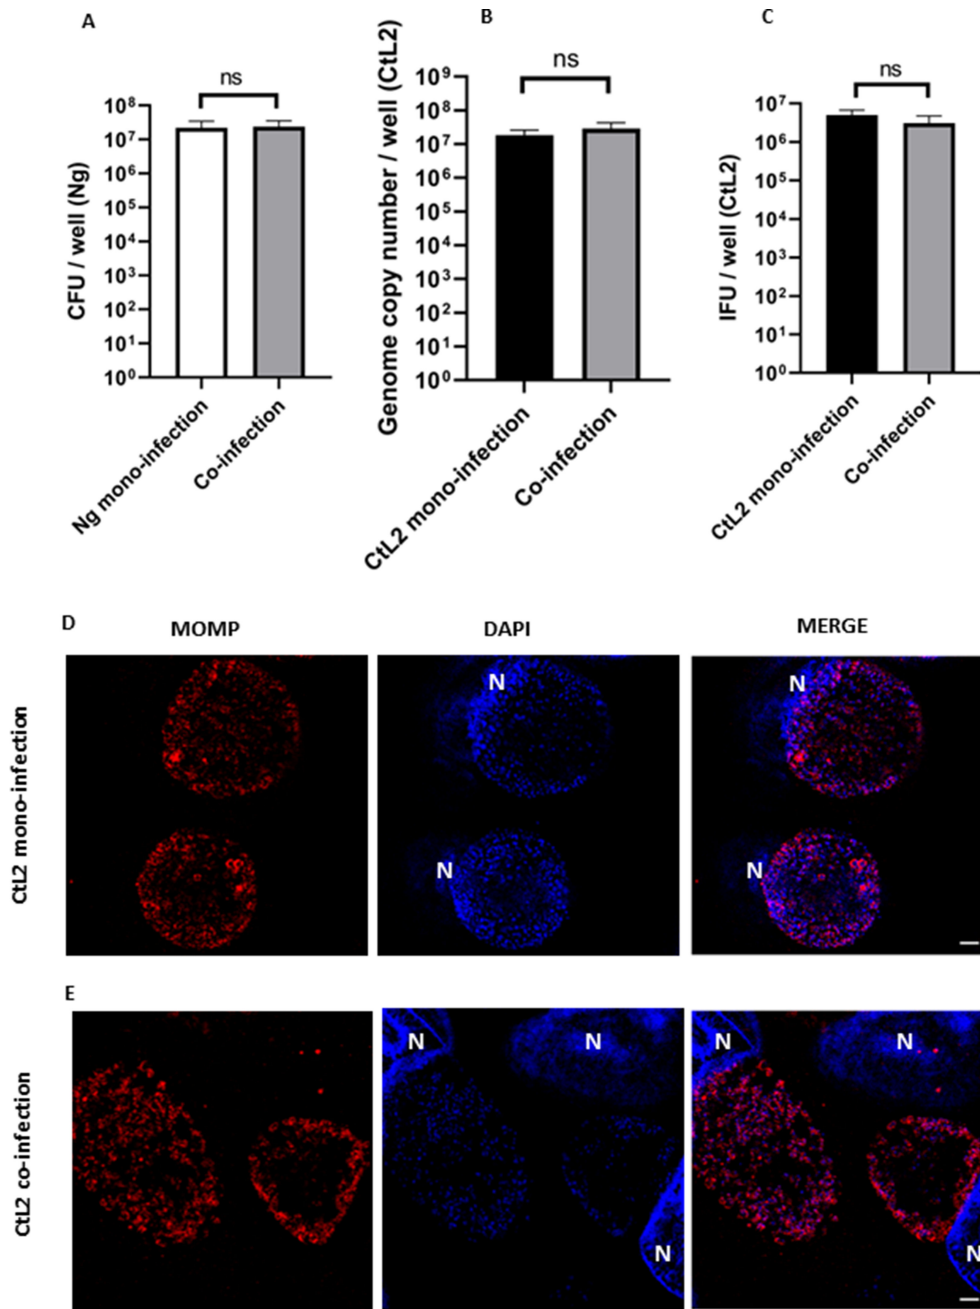 A
ns
CFU / well (Ng)
10⁸
10⁷
10⁶
10⁵
10⁴
10³
10²
10¹
10⁰
Ng mono-infection
Co-infection
B
ns
Genome copy number / well (CtL2)
10⁹
10⁸
10⁷
10⁶
10⁵
10⁴
10³
10²
10¹
10⁰
CtL2 mono-infection
Co-infection
C
ns
IFU / well (CtL2)
10⁷
10⁶
10⁵
10⁴
10³
10²
10¹
10⁰
CtL2 mono-infection
Co-infection
D
MOMP
DAPI
MERGE
CtL2 mono-infection
N
N
N
N
E
CtL2 co-infection
N
N
N
N
N
N